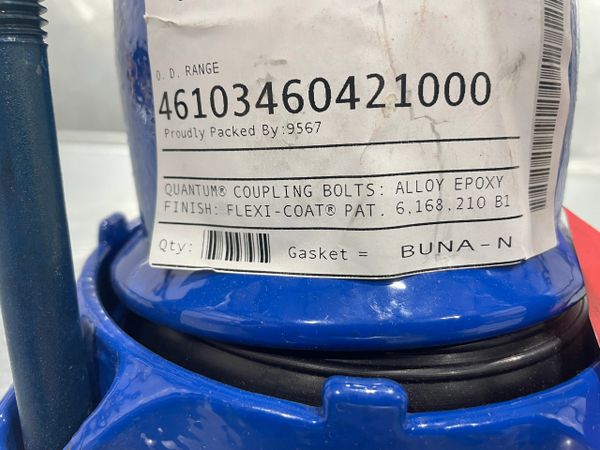 O. D. RANGE
46103460421000
Proudly Packed By:9567
QUANTUM® COUPLING BOLTS: ALLOY EPOXY
FINISH: FLEXI-COAT® PAT. 6.168.210 B1
Qty: Gasket = BUNA-N